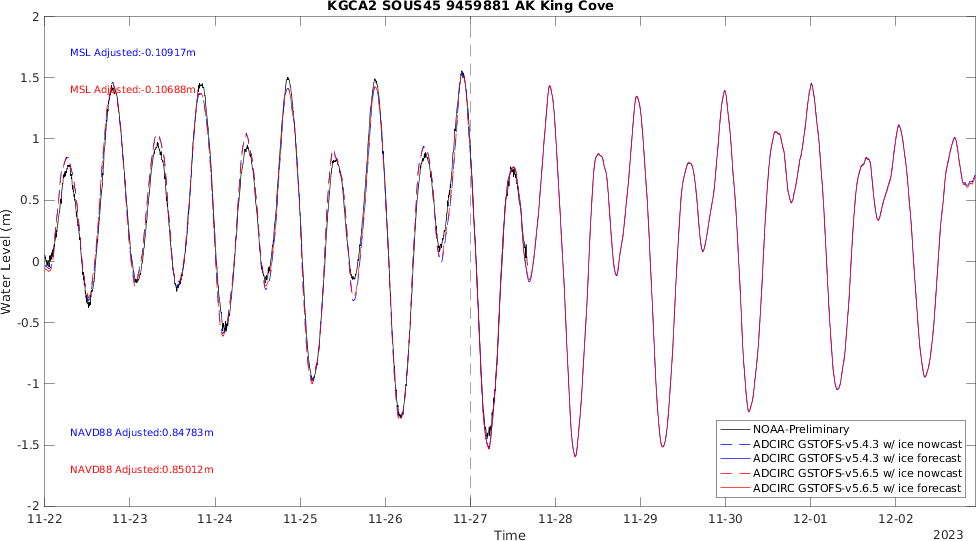 KGCA2 SOUS45 9459881 AK King Cove
MSL Adjusted:-0.10917m
MSL Adjusted:-0.10688m
NAVD88 Adjusted:0.84783m
NAVD88 Adjusted:0.85012m
Water Level (m)
2
1.5
1
0.5
0
-0.5
-1
-1.5
-2
NOAA-Preliminary
ADCIRC GSTOFS-v5.4.3 w/ ice nowcast
ADCIRC GSTOFS-v5.4.3 w/ ice forecast
ADCIRC GSTOFS-v5.6.5 w/ ice nowcast
ADCIRC GSTOFS-v5.6.5 w/ ice forecast
11-22 11-23 11-24 11-25 11-26 11-27 11-28 11-29 11-30 12-01 12-02
Time
2023